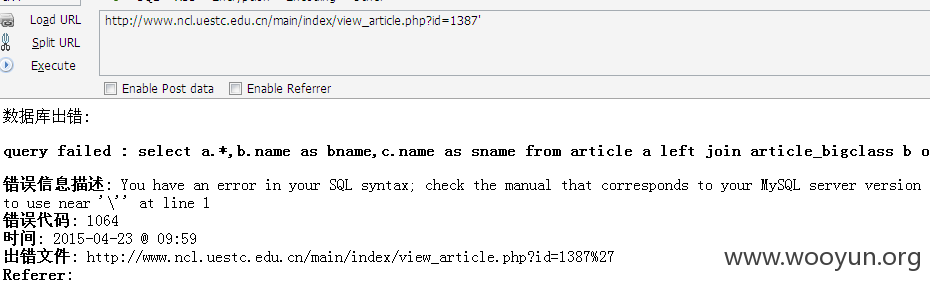 Load URL
http://www.ncl.uestc.edu.cn/main/index/view_article.php?id=1387'
Split URL
Execute
Enable Post data Enable Referrer
数据库出错:
query failed : select a.*,b.name as bname,c.name as sname from article a left join article_bigclass b o
错误信息描述: You have an error in your SQL syntax; check the manual that corresponds to your MySQL server version
to use near '\'' at line 1
错误代码: 1064
时间: 2015-04-23 @ 09:59
出错文件: http://www.ncl.uestc.edu.cn/main/index/view_article.php?id=1387%27
Referer:
www.wooyun.org